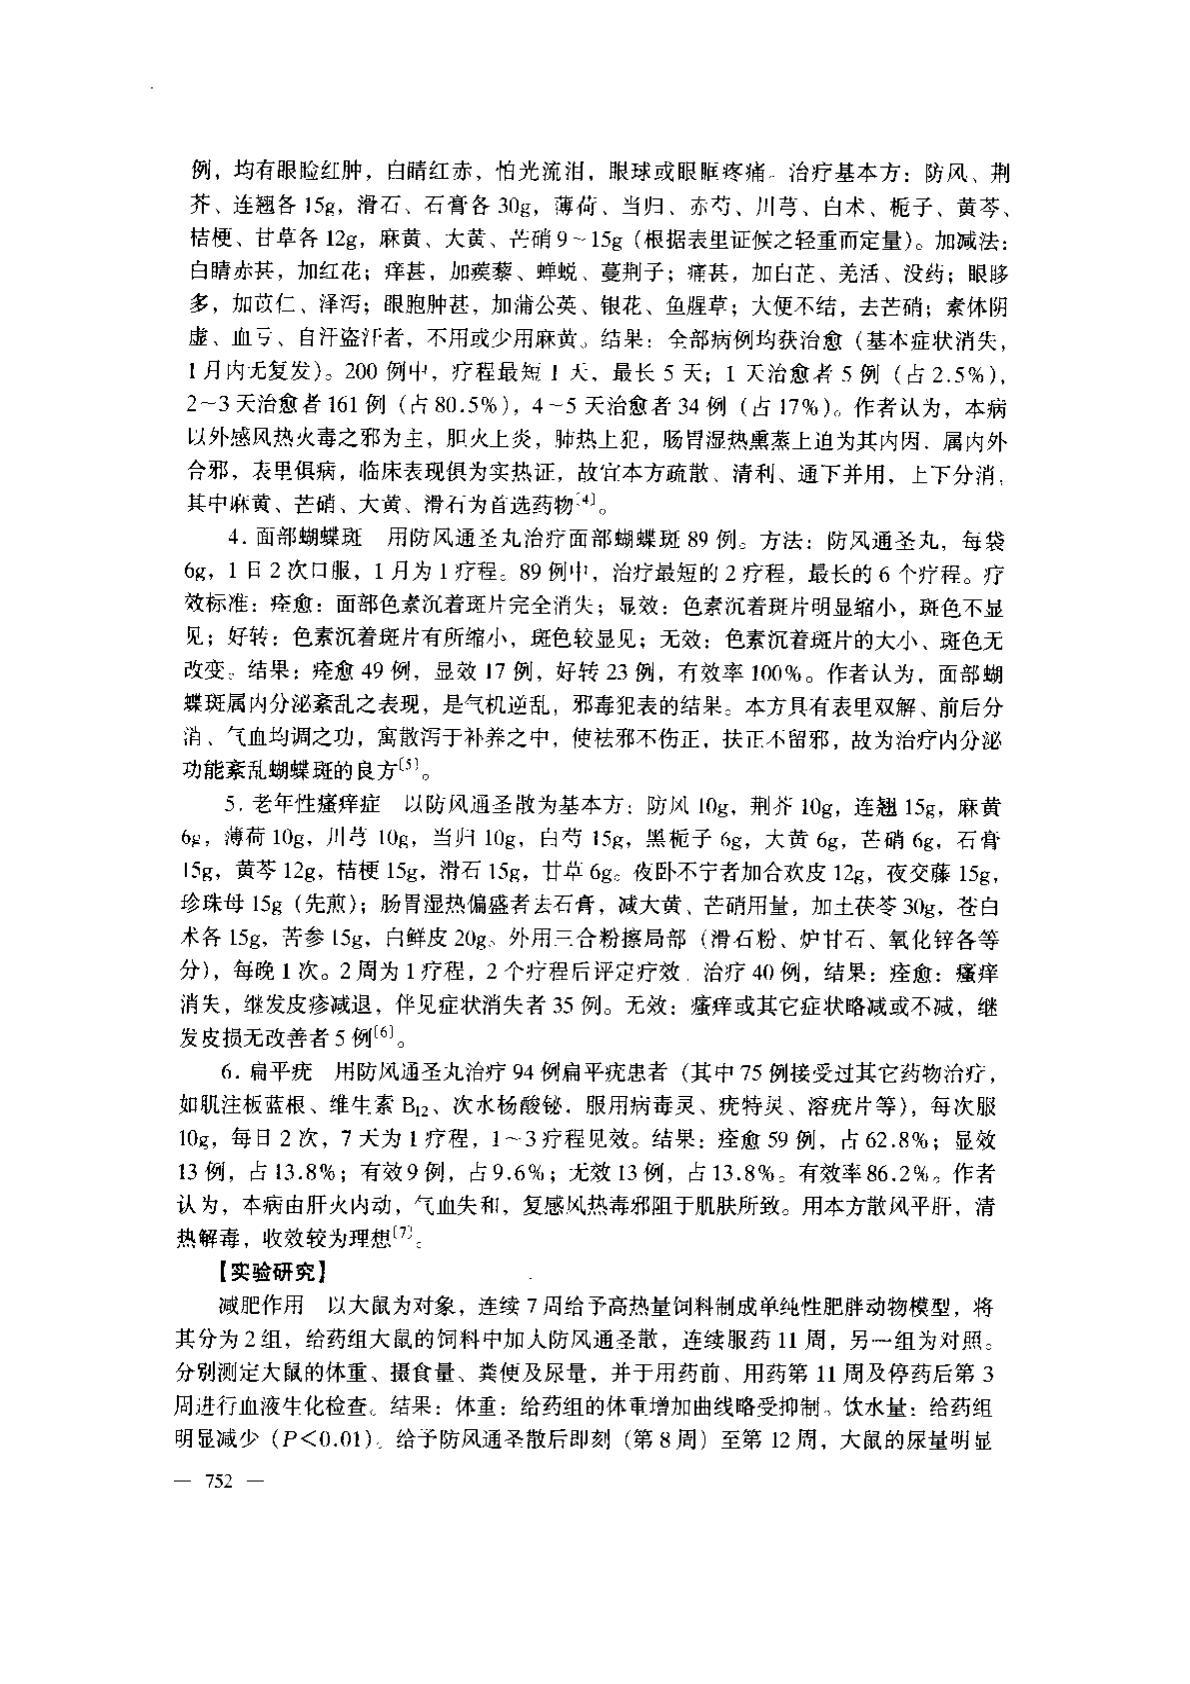 例，均有眼睑红肿，白睛红赤，怕光流泪，眼球或眼眶疼痛。治疗基本方：防风、荆
芥、连翘各 15g，滑石、石膏各 30g，薄荷、当归、赤芍、川芎、白术、栀子、黄芩、
桔梗、甘草各 12g，麻黄、大黄、芒硝 9～15g（根据表里证候之轻重而定量）。加减法：
白睛赤甚，加红花；痒甚，加蒺藜、蝉蜕、蔓荆子；痛甚，加白芷、羌活、没药；眼眵
多，加苡仁、泽泻；眼胞肿甚，加蒲公英、银花、鱼腥草；大便不结，去芒硝；素体阴
虚、血亏、自汗盗汗者，不用或少用麻黄。结果：全部病例均获治愈（基本症状消失，
1 月内无复发）。200 例中，疗程最短 1 天，最长 5 天；1 天治愈者 5 例（占 2.5%），
2～3 天治愈者 161 例（占 80.5%），4～5 天治愈者 34 例（占 17%）。作者认为，本病
以外感风热火毒之邪为主，胆火上炎，肺热上犯，肠胃湿热熏蒸上迫为其内因．属内外
合邪，表里俱病，临床表现俱为实热证，故宜本方疏散、清利、通下并用，上下分消，
其中麻黄、芒硝、大黄、滑石为首选药物〔4〕。
4. 面部蝴蝶斑　用防风通圣丸治疗面部蝴蝶斑 89 例。方法：防风通圣丸，每袋
6g，1 日 2 次口服，1 月为 1 疗程。89 例中，治疗最短的 2 疗程，最长的 6 个疗程。疗
效标准：痊愈：面部色素沉着斑片完全消失；显效：色素沉着斑片明显缩小，斑色不显
见；好转：色素沉着斑片有所缩小，斑色较显见；无效：色素沉着斑片的大小、斑色无
改变。结果：痊愈 49 例，显效 17 例，好转 23 例，有效率 100%。作者认为，面部蝴
蝶斑属内分泌紊乱之表现，是气机逆乱，邪毒犯表的结果。本方具有表里双解、前后分
消、气血均调之功，寓散泻于补养之中，使祛邪不伤正，扶正不留邪，故为治疗内分泌
功能紊乱蝴蝶斑的良方〔5〕。
5. 老年性瘙痒症　以防风通圣散为基本方：防风 10g，荆芥 10g，连翘 15g，麻黄
6g，薄荷 10g，川芎 10g，当归 10g，白芍 15g，黑栀子 6g，大黄 6g，芒硝 6g，石膏
15g，黄芩 12g，桔梗 15g，滑石 15g，甘草 6g。夜卧不宁者加合欢皮 12g，夜交藤 15g，
珍珠母 15g（先煎）；肠胃湿热偏盛者去石膏，减大黄、芒硝用量，加土茯苓 30g，苍白
术各 15g，苦参 15g，白鲜皮 20g。外用三合粉擦局部（滑石粉、炉甘石、氧化锌各等
分），每晚 1 次。2 周为 1 疗程，2 个疗程后评定疗效．治疗 40 例，结果：痊愈：瘙痒
消失，继发皮疹减退，伴见症状消失者 35 例。无效：瘙痒或其它症状略减或不减，继
发皮损无改善者 5 例〔6〕。
6. 扁平疣　用防风通圣丸治疗 94 例扁平疣患者（其中 75 例接受过其它药物治疗，
如肌注板蓝根、维生素 B₁₂、次水杨酸铋．服用病毒灵、疣特灵、溶疣片等），每次服
10g，每日 2 次，7 天为 1 疗程，1～3 疗程见效。结果：痊愈 59 例，占 62.8%；显效
13 例，占 13.8%；有效 9 例，占 9.6%；无效 13 例，占 13.8%。有效率 86.2%。作者
认为，本病由肝火内动，气血失和，复感风热毒邪阻于肌肤所致。用本方散风平肝，清
热解毒，收效较为理想〔7〕。
【实验研究】
减肥作用　以大鼠为对象，连续 7 周给予高热量饲料制成单纯性肥胖动物模型，将
其分为 2 组，给药组大鼠的饲料中加入防风通圣散，连续服药 11 周，另一组为对照。
分别测定大鼠的体重、摄食量、粪便及尿量，并于用药前、用药第 11 周及停药后第 3
周进行血液生化检查。结果：体重：给药组的体重增加曲线略受抑制。饮水量：给药组
明显减少（P＜0.01）。给予防风通圣散后即刻（第 8 周）至第 12 周，大鼠的尿量明显
— 752 —